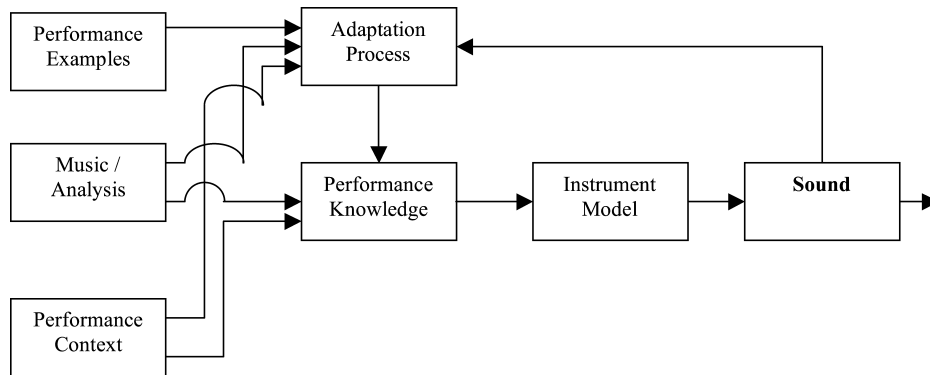 Performance
Examples
Adaptation
Process
Music /
Analysis
Performance
Knowledge
Instrument
Model
Sound
Performance
Context